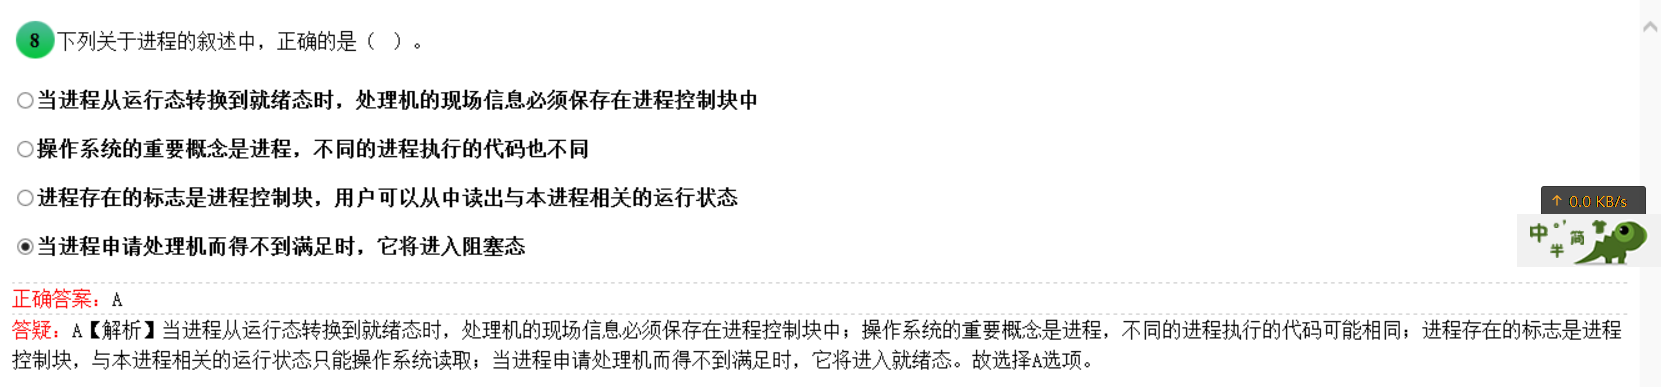 8 下列关于进程的叙述中，正确的是（ ）。
当进程从运行态转换到就绪态时，处理机的现场信息必须保存在进程控制块中
操作系统的重要概念是进程，不同的进程执行的代码也不同
进程存在的标志是进程控制块，用户可以从中读出与本进程相关的运行状态
↑ 0.0 KB/s
中 °’ 半 简
当进程申请处理机而得不到满足时，它将进入阻塞态
正确答案：A
答疑：A【解析】当进程从运行态转换到就绪态时，处理机的现场信息必须保存在进程控制块中；操作系统的重要概念是进程，不同的进程执行的代码可能相同；进程存在的标志是进程
控制块，与本进程相关的运行状态只能操作系统读取；当进程申请处理机而得不到满足时，它将进入就绪态。故选择A选项。